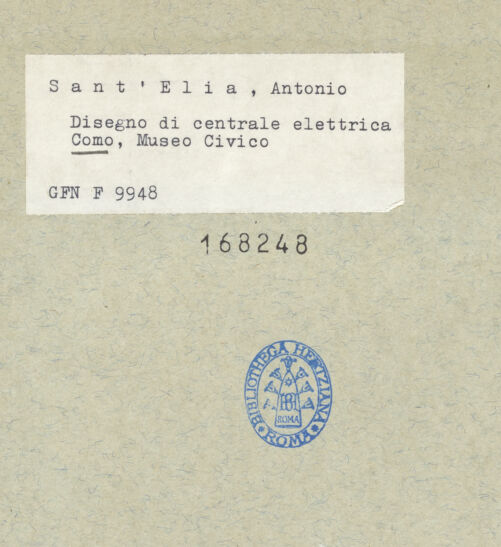 Sant'Elia, Antonio
Disegno di centrale elettrica
Como, Museo Civico
GFN F 9948
168248
BIBLIOTHECA HERTZIANA
ROMA
ROMA